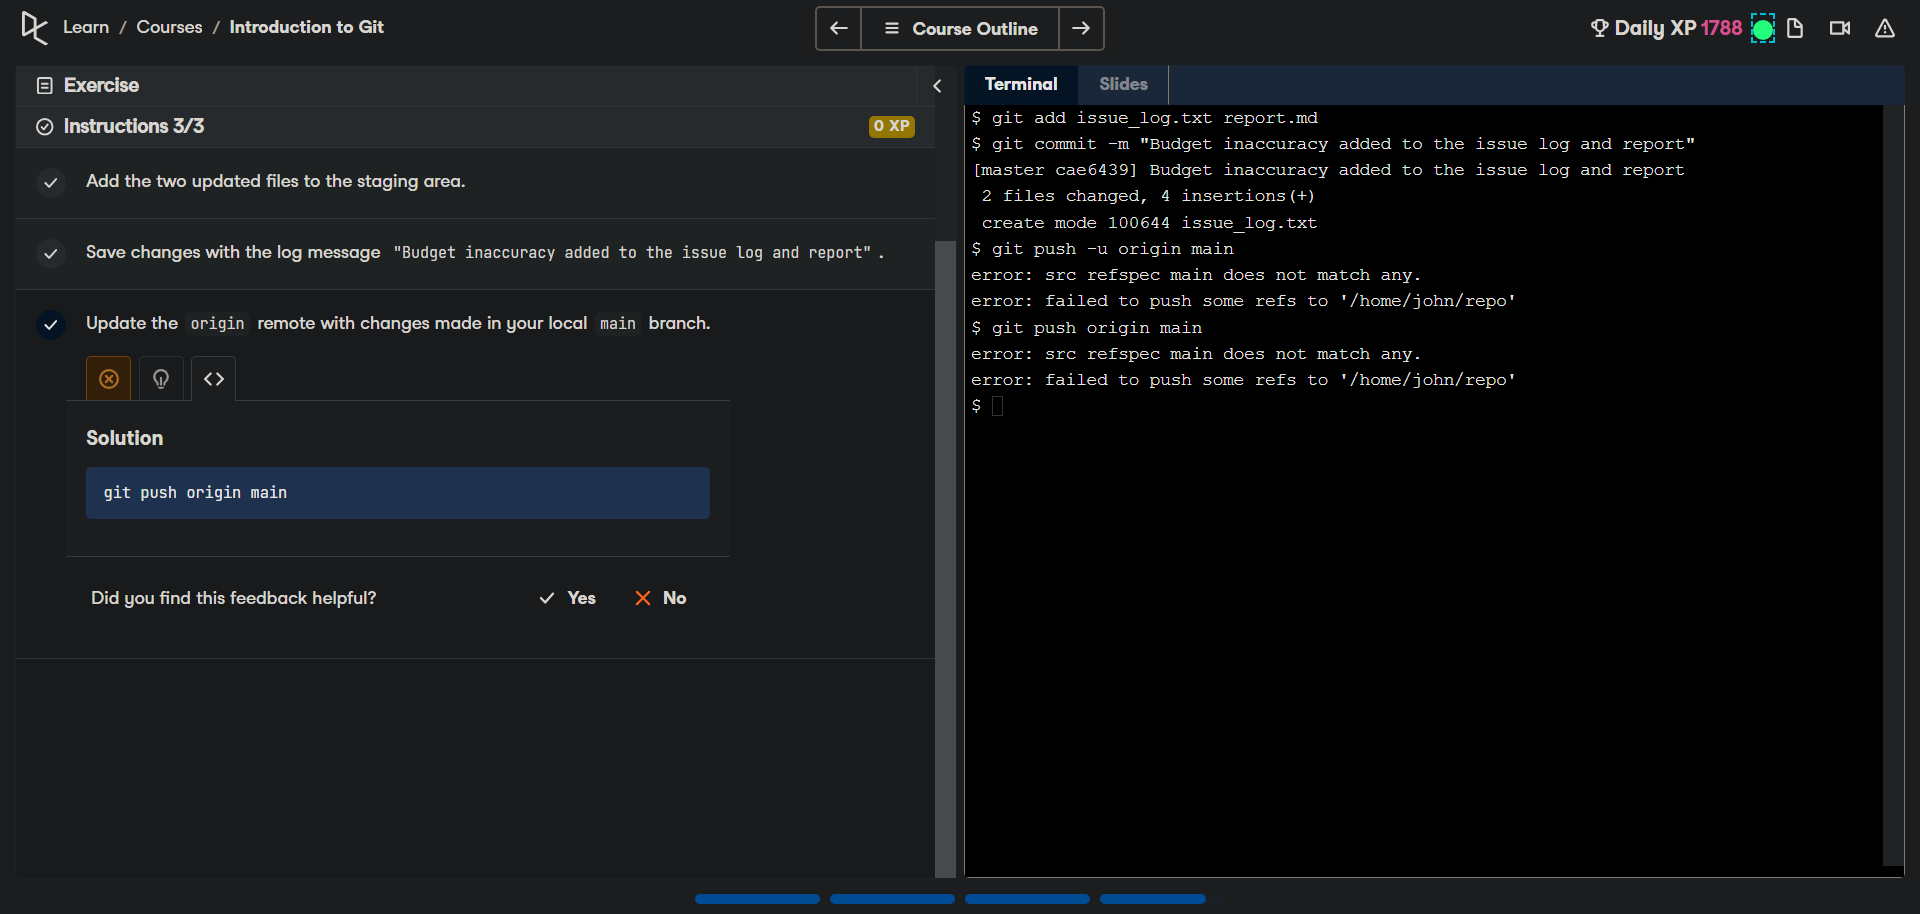 Learn / Courses / Introduction to Git
Course Outline
Daily XP 1788
Exercise
Instructions 3/3
0 XP
Add the two updated files to the staging area.
Save changes with the log message "Budget inaccuracy added to the issue log and report" .
Update the origin remote with changes made in your local main branch.
Solution
git push origin main
Did you find this feedback helpful?
Yes
No
Terminal
Slides
$ git add issue_log.txt report.md
$ git commit -m "Budget inaccuracy added to the issue log and report"
[master cae6439] Budget inaccuracy added to the issue log and report
2 files changed, 4 insertions(+)
create mode 100644 issue_log.txt
$ git push -u origin main
error: src refspec main does not match any.
error: failed to push some refs to '/home/john/repo'
$ git push origin main
error: src refspec main does not match any.
error: failed to push some refs to '/home/john/repo'
$